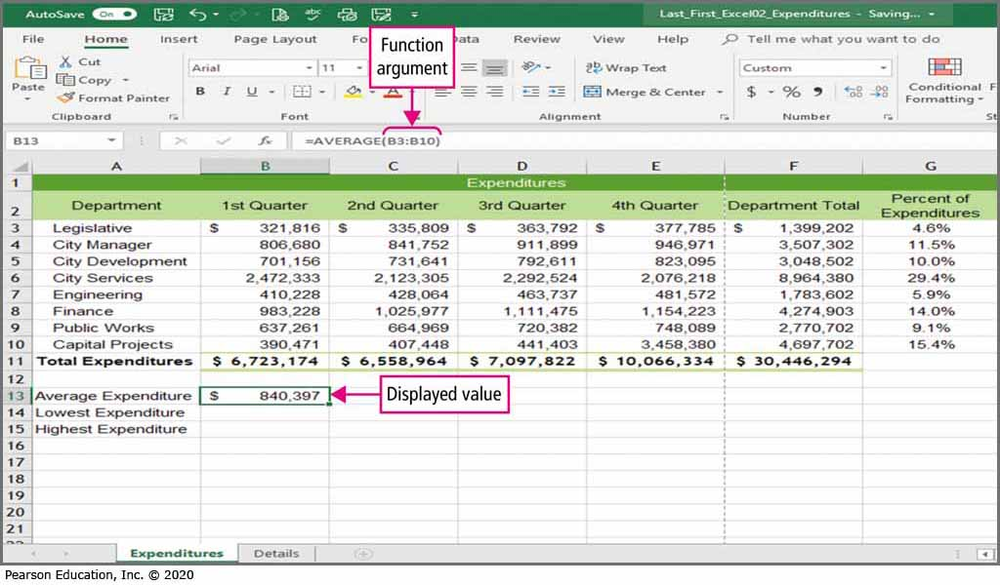 AutoSave On Last_First_Excel02_Expenditures - Saving...
File Home Insert Page Layout Fo Data Review View Help Tell me what you want to do
Function argument
Cut
Copy
Format Painter
Paste
Clipboard
Arial 11
B I U A
Font
Wrap Text
Merge & Center
Alignment
Custom
$ % 9
Number
Conditional F
Formatting
St
B13 fx =AVERAGE(B3:B10)
A B C D E F G
1 Expenditures
2 Department 1st Quarter 2nd Quarter 3rd Quarter 4th Quarter Department Total Percent of Expenditures
3 Legislative $ 321,816 $ 335,809 $ 363,792 $ 377,785 $ 1,399,202 4.6%
4 City Manager 806,680 841,752 911,899 946,971 3,507,302 11.5%
5 City Development 701,156 731,641 792,611 823,095 3,048,502 10.0%
6 City Services 2,472,333 2,123,305 2,292,524 2,076,218 8,964,380 29.4%
7 Engineering 410,228 428,064 463,737 481,572 1,783,602 5.9%
8 Finance 983,228 1,025,977 1,111,475 1,154,223 4,274,903 14.0%
9 Public Works 637,261 664,969 720,382 748,089 2,770,702 9.1%
10 Capital Projects 390,471 407,448 441,403 3,458,380 4,697,702 15.4%
11 Total Expenditures $ 6,723,174 $ 6,558,964 $ 7,097,822 $ 10,066,334 $ 30,446,294
12
13 Average Expenditure $ 840,397 Displayed value
14 Lowest Expenditure
15 Highest Expenditure
16
17
18
19
20
21
Expenditures Details
Pearson Education, Inc. © 2020